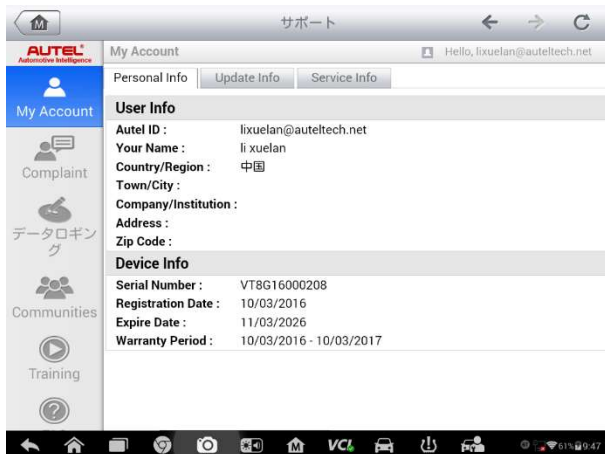 サポート
AUTEL
Automotive Intelligence
My Account
Hello, lixuelan@auteltech.net
Personal Info
Update Info
Service Info
My Account
Complaint
データロギン
グ
Communities
Training
User Info
Autel ID : lixuelan@auteltech.net
Your Name : li xuelan
Country/Region : 中国
Town/City :
Company/Institution :
Address :
Zip Code :
Device Info
Serial Number : VT8G16000208
Registration Date : 10/03/2016
Expire Date : 11/03/2026
Warranty Period : 10/03/2016 - 10/03/2017
VCI
61% 9:47